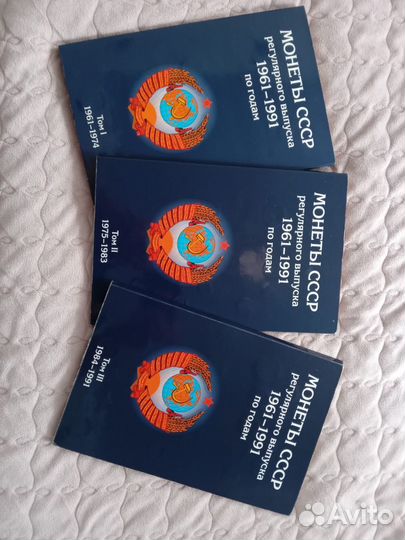 МОНЕТЫ СССР
регулярного выпуска
1961–1991
по годам
Том I
1961–1974
МОНЕТЫ СССР
регулярного выпуска
1961–1991
по годам
Том II
1975–1983
МОНЕТЫ СССР
регулярного выпуска
1961–1991
по годам
Том III
1984–1991
Avito